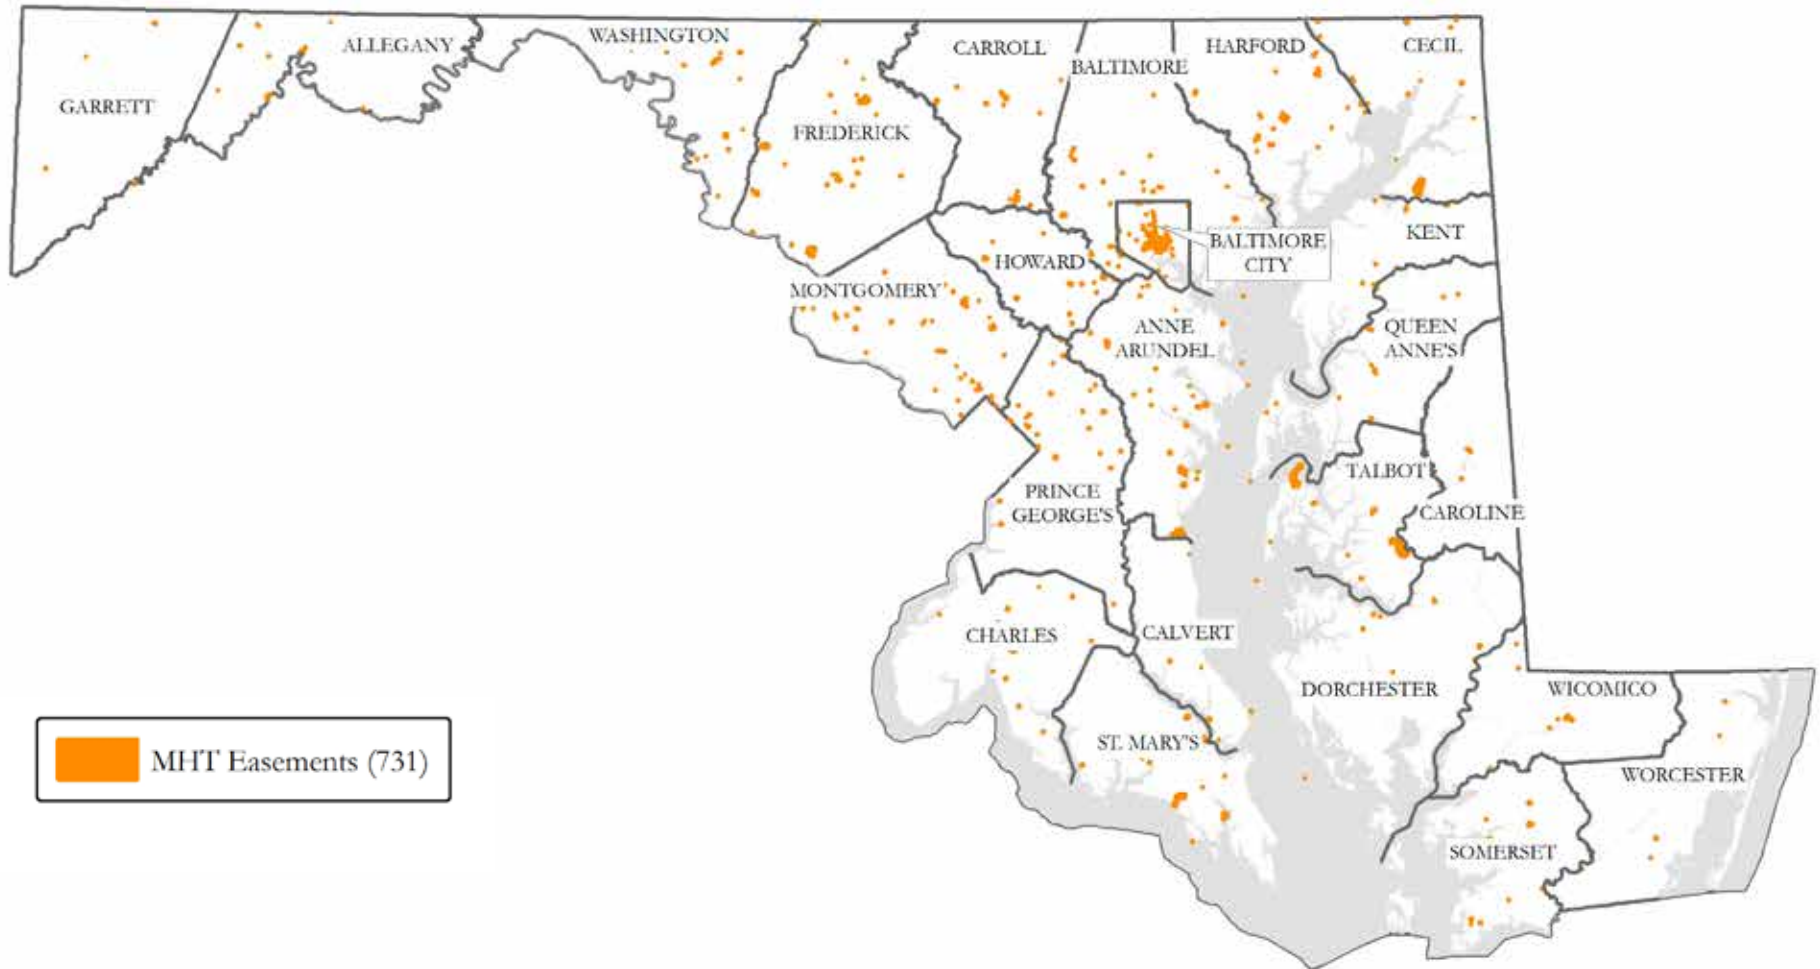 WASHINGTON
ALLEGANY
CARROLL
HARFORD
CECIL
BALTIMORE
GARRETT
FREDERICK
KENT
BALTIMORE
CITY
HOWARD
MONTGOMERY
ANNE
ARUNDEL
QUEEN
ANNE'S
TALBOT
PRINCE
GEORGE'S
CAROLINE
CHARLES
CALVERT
DORCHESTER
WICOMICO
ST. MARY'S
MHT Easements (731)
WORCESTER
SOMERSET